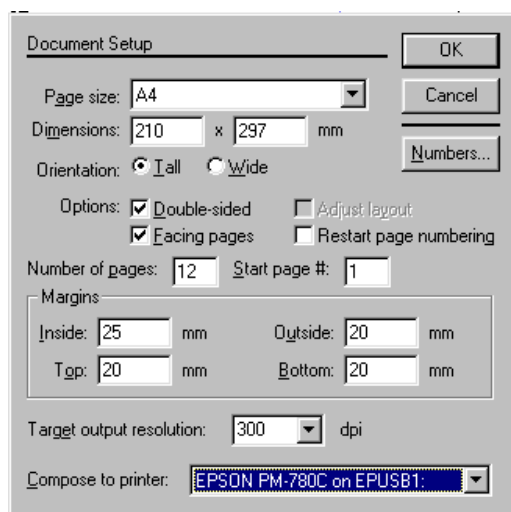 Document Setup
OK
Page size: A4
Cancel
Dimensions: 210 x 297 mm
Numbers...
Orientation: Tall Wide
Options: Double-sided Adjust layout
Facing pages Restart page numbering
Number of pages: 12 Start page #: 1
Margins
Inside: 25 mm Outside: 20 mm
Top: 20 mm Bottom: 20 mm
Target output resolution: 300 dpi
Compose to printer: EPSON PM-780C on EPUSB1: